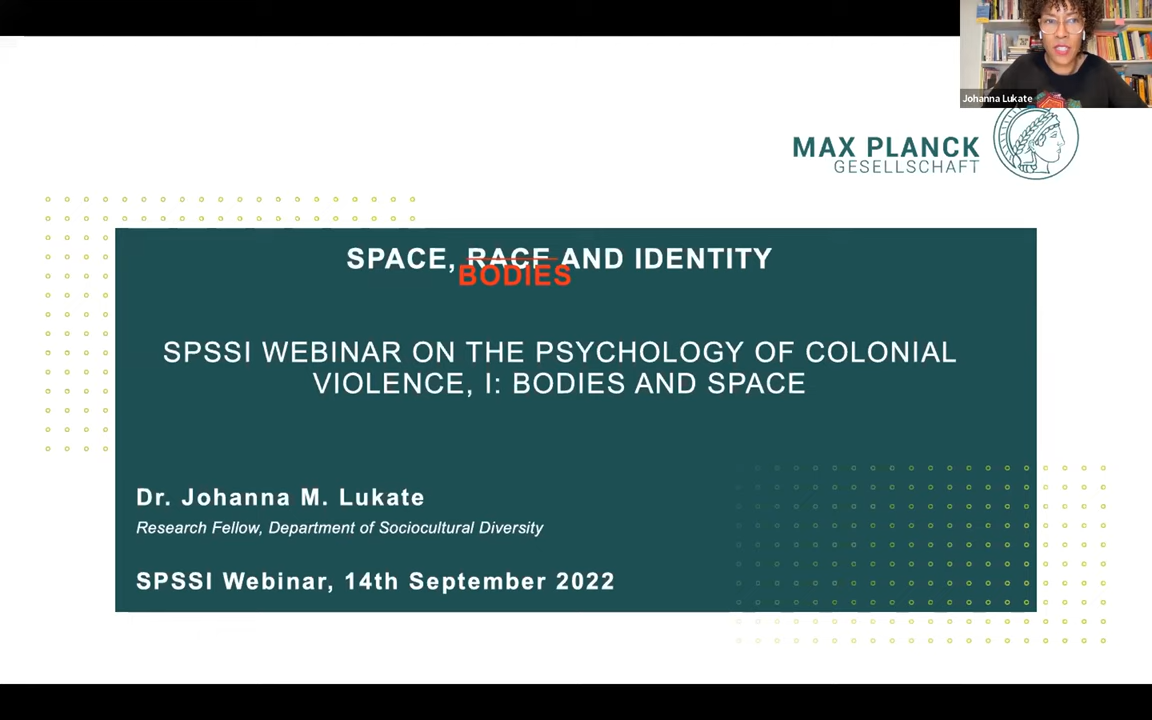 Johanna Lukate
MAX PLANCK
GESELLSCHAFT
SPACE, RACE AND IDENTITY
BODIES
SPSSI WEBINAR ON THE PSYCHOLOGY OF COLONIAL
VIOLENCE, I: BODIES AND SPACE
Dr. Johanna M. Lukate
Research Fellow, Department of Sociocultural Diversity
SPSSI Webinar, 14th September 2022